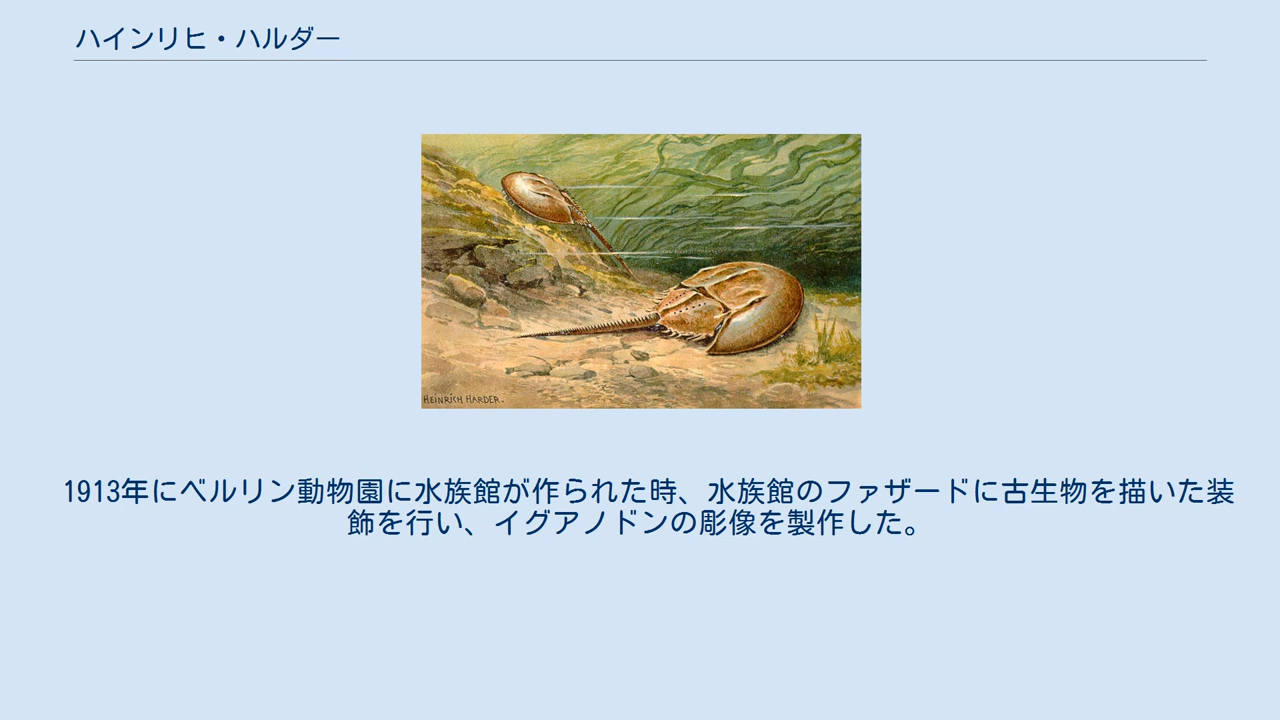 ハインリヒ・ハルダー
HEINRICH HARDER.
1913年にベルリン動物園に水族館が作られた時、水族館のファザードに古生物を描いた装
飾を行い、イグアノドンの彫像を製作した。